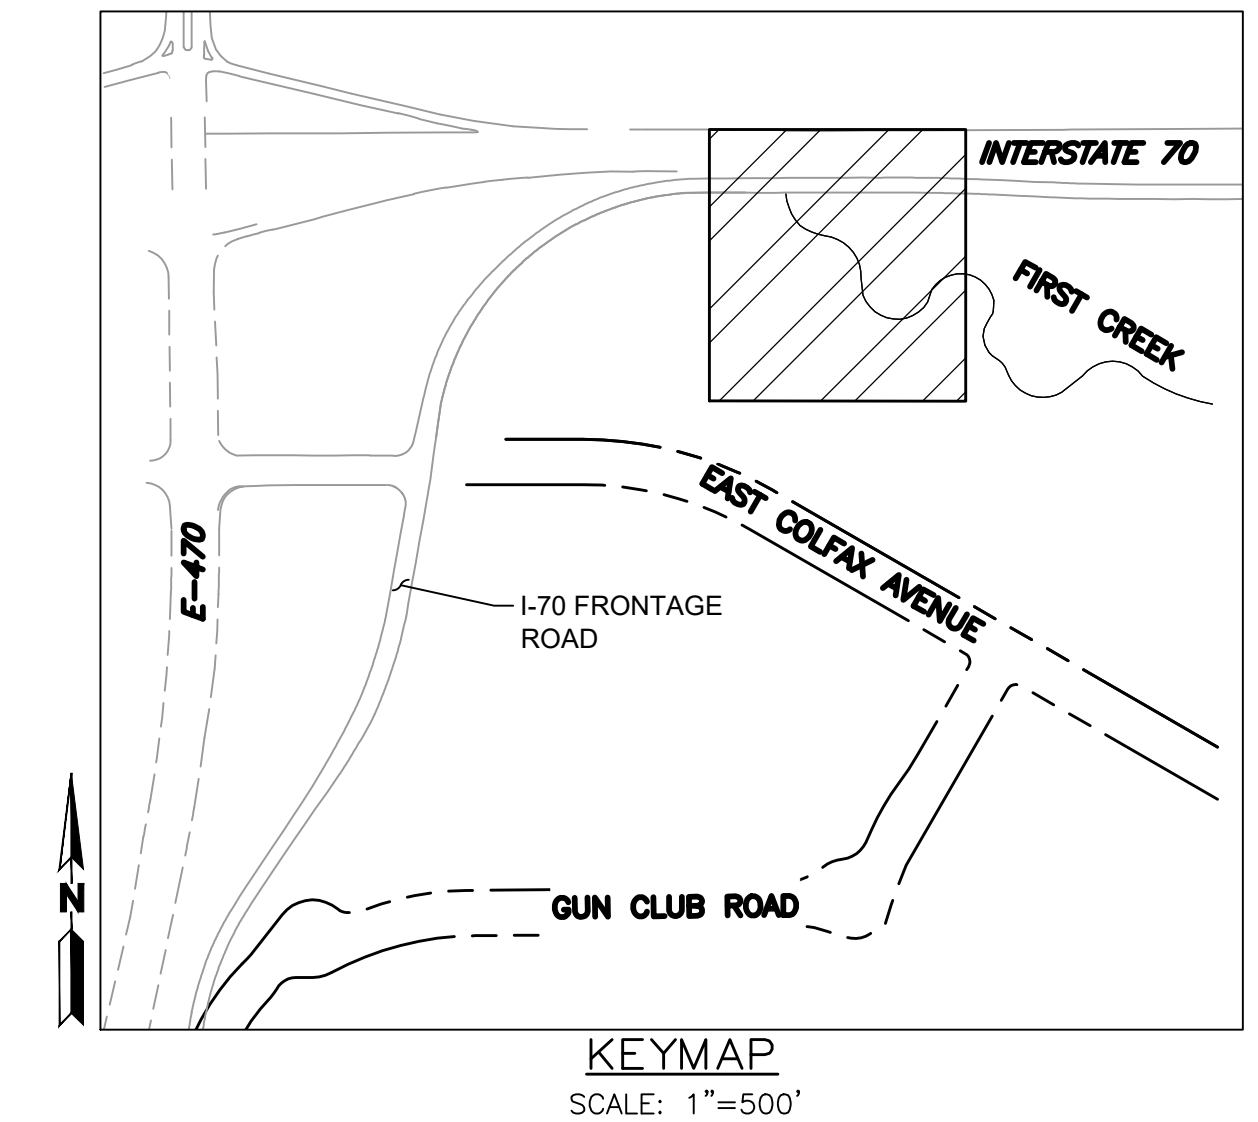 INTERSTATE 70
FIRST CREEK
EAST COLFAX AVENUE
E-470
I-70 FRONTAGE
ROAD
GUN CLUB ROAD
N
KEYMAP
SCALE: 1"=500'